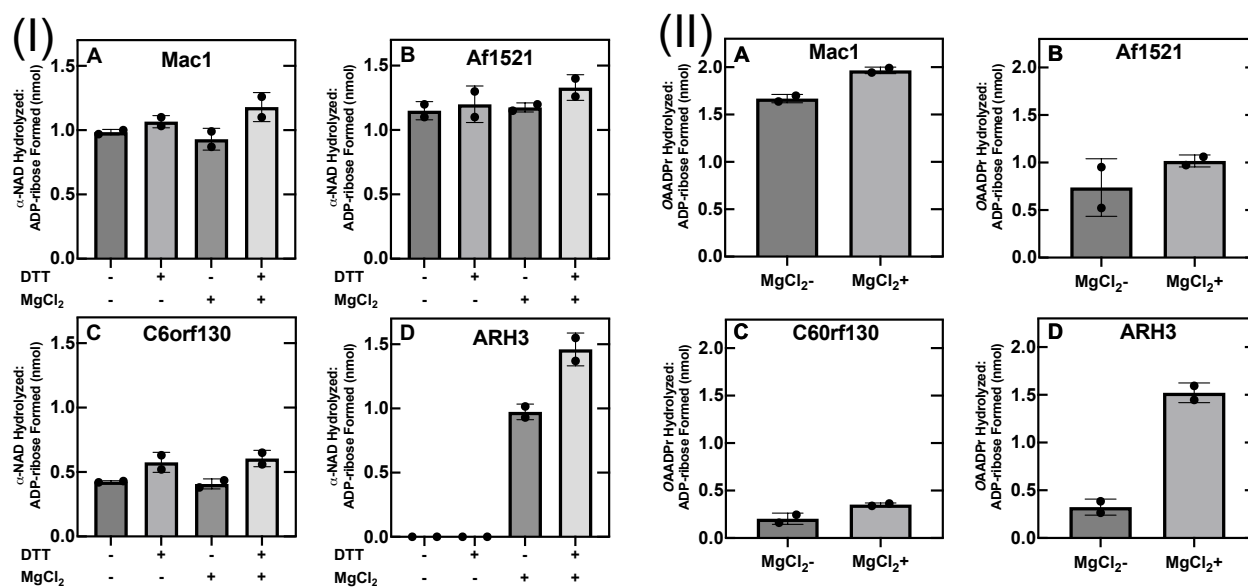 (I)
A Mac1
α-NAD Hydrolyzed:
ADP-ribose Formed (nmol)
1.5
1.0
0.5
0.0
DTT - + - +
MgCl₂ - - + +
B Af1521
α-NAD Hydrolyzed:
ADP-ribose Formed (nmol)
1.5
1.0
0.5
0.0
DTT - + - +
MgCl₂ - - + +
C C6orf130
α-NAD Hydrolyzed:
ADP-ribose Formed (nmol)
1.5
1.0
0.5
0.0
DTT - + - +
MgCl₂ - - + +
D ARH3
α-NAD Hydrolyzed:
ADP-ribose Formed (nmol)
1.5
1.0
0.5
0.0
DTT - + - +
MgCl₂ - - + +
(II)
A Mac1
OAADPr Hydrolyzed:
ADP-ribose Formed (nmol)
2.0
1.5
1.0
0.5
0.0
MgCl₂- MgCl₂+
B Af1521
OAADPr Hydrolyzed:
ADP-ribose Formed (nmol)
2.0
1.5
1.0
0.5
0.0
MgCl₂- MgCl₂+
C C60rf130
OAADPr Hydrolyzed:
ADP-ribose Formed (nmol)
2.0
1.5
1.0
0.5
0.0
MgCl₂- MgCl₂+
D ARH3
OAADPr Hydrolyzed:
ADP-ribose Formed (nmol)
2.0
1.5
1.0
0.5
0.0
MgCl₂- MgCl₂+